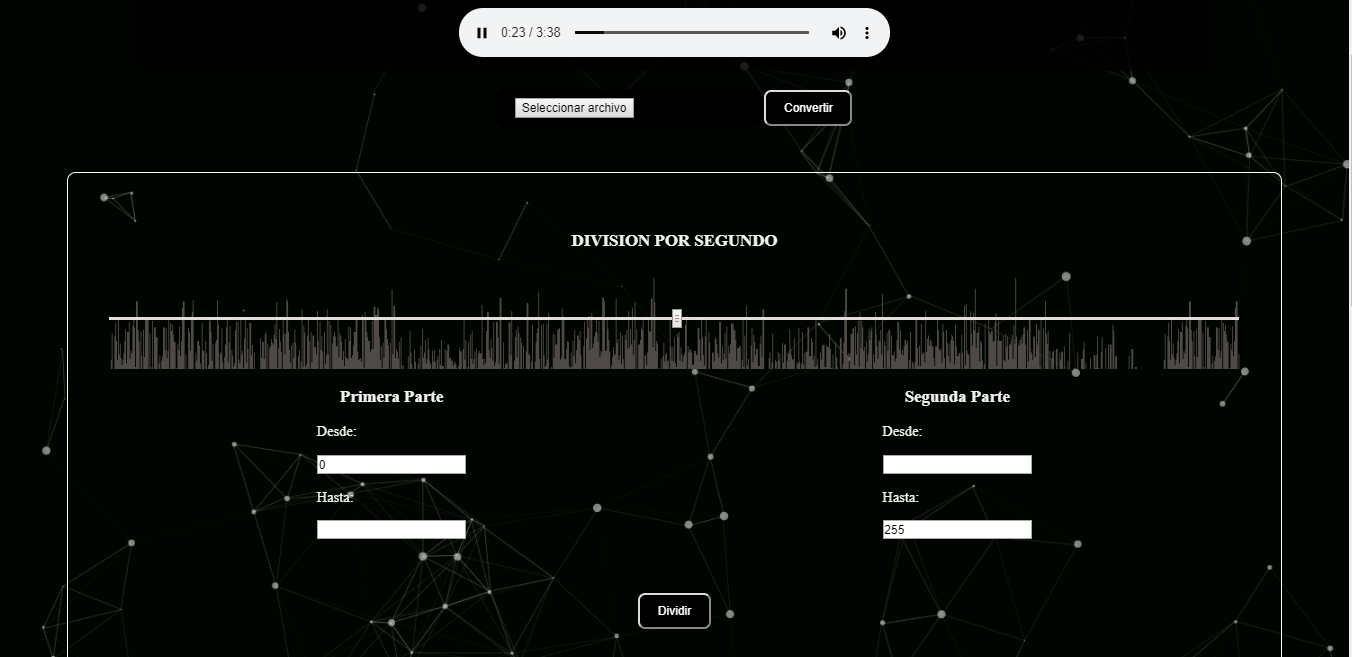 0:23 / 3:38
Seleccionar archivo
Convertir
DIVISION POR SEGUNDO
Primera Parte
Segunda Parte
Desde:
Desde:
0
Hasta:
Hasta:
255
Dividir